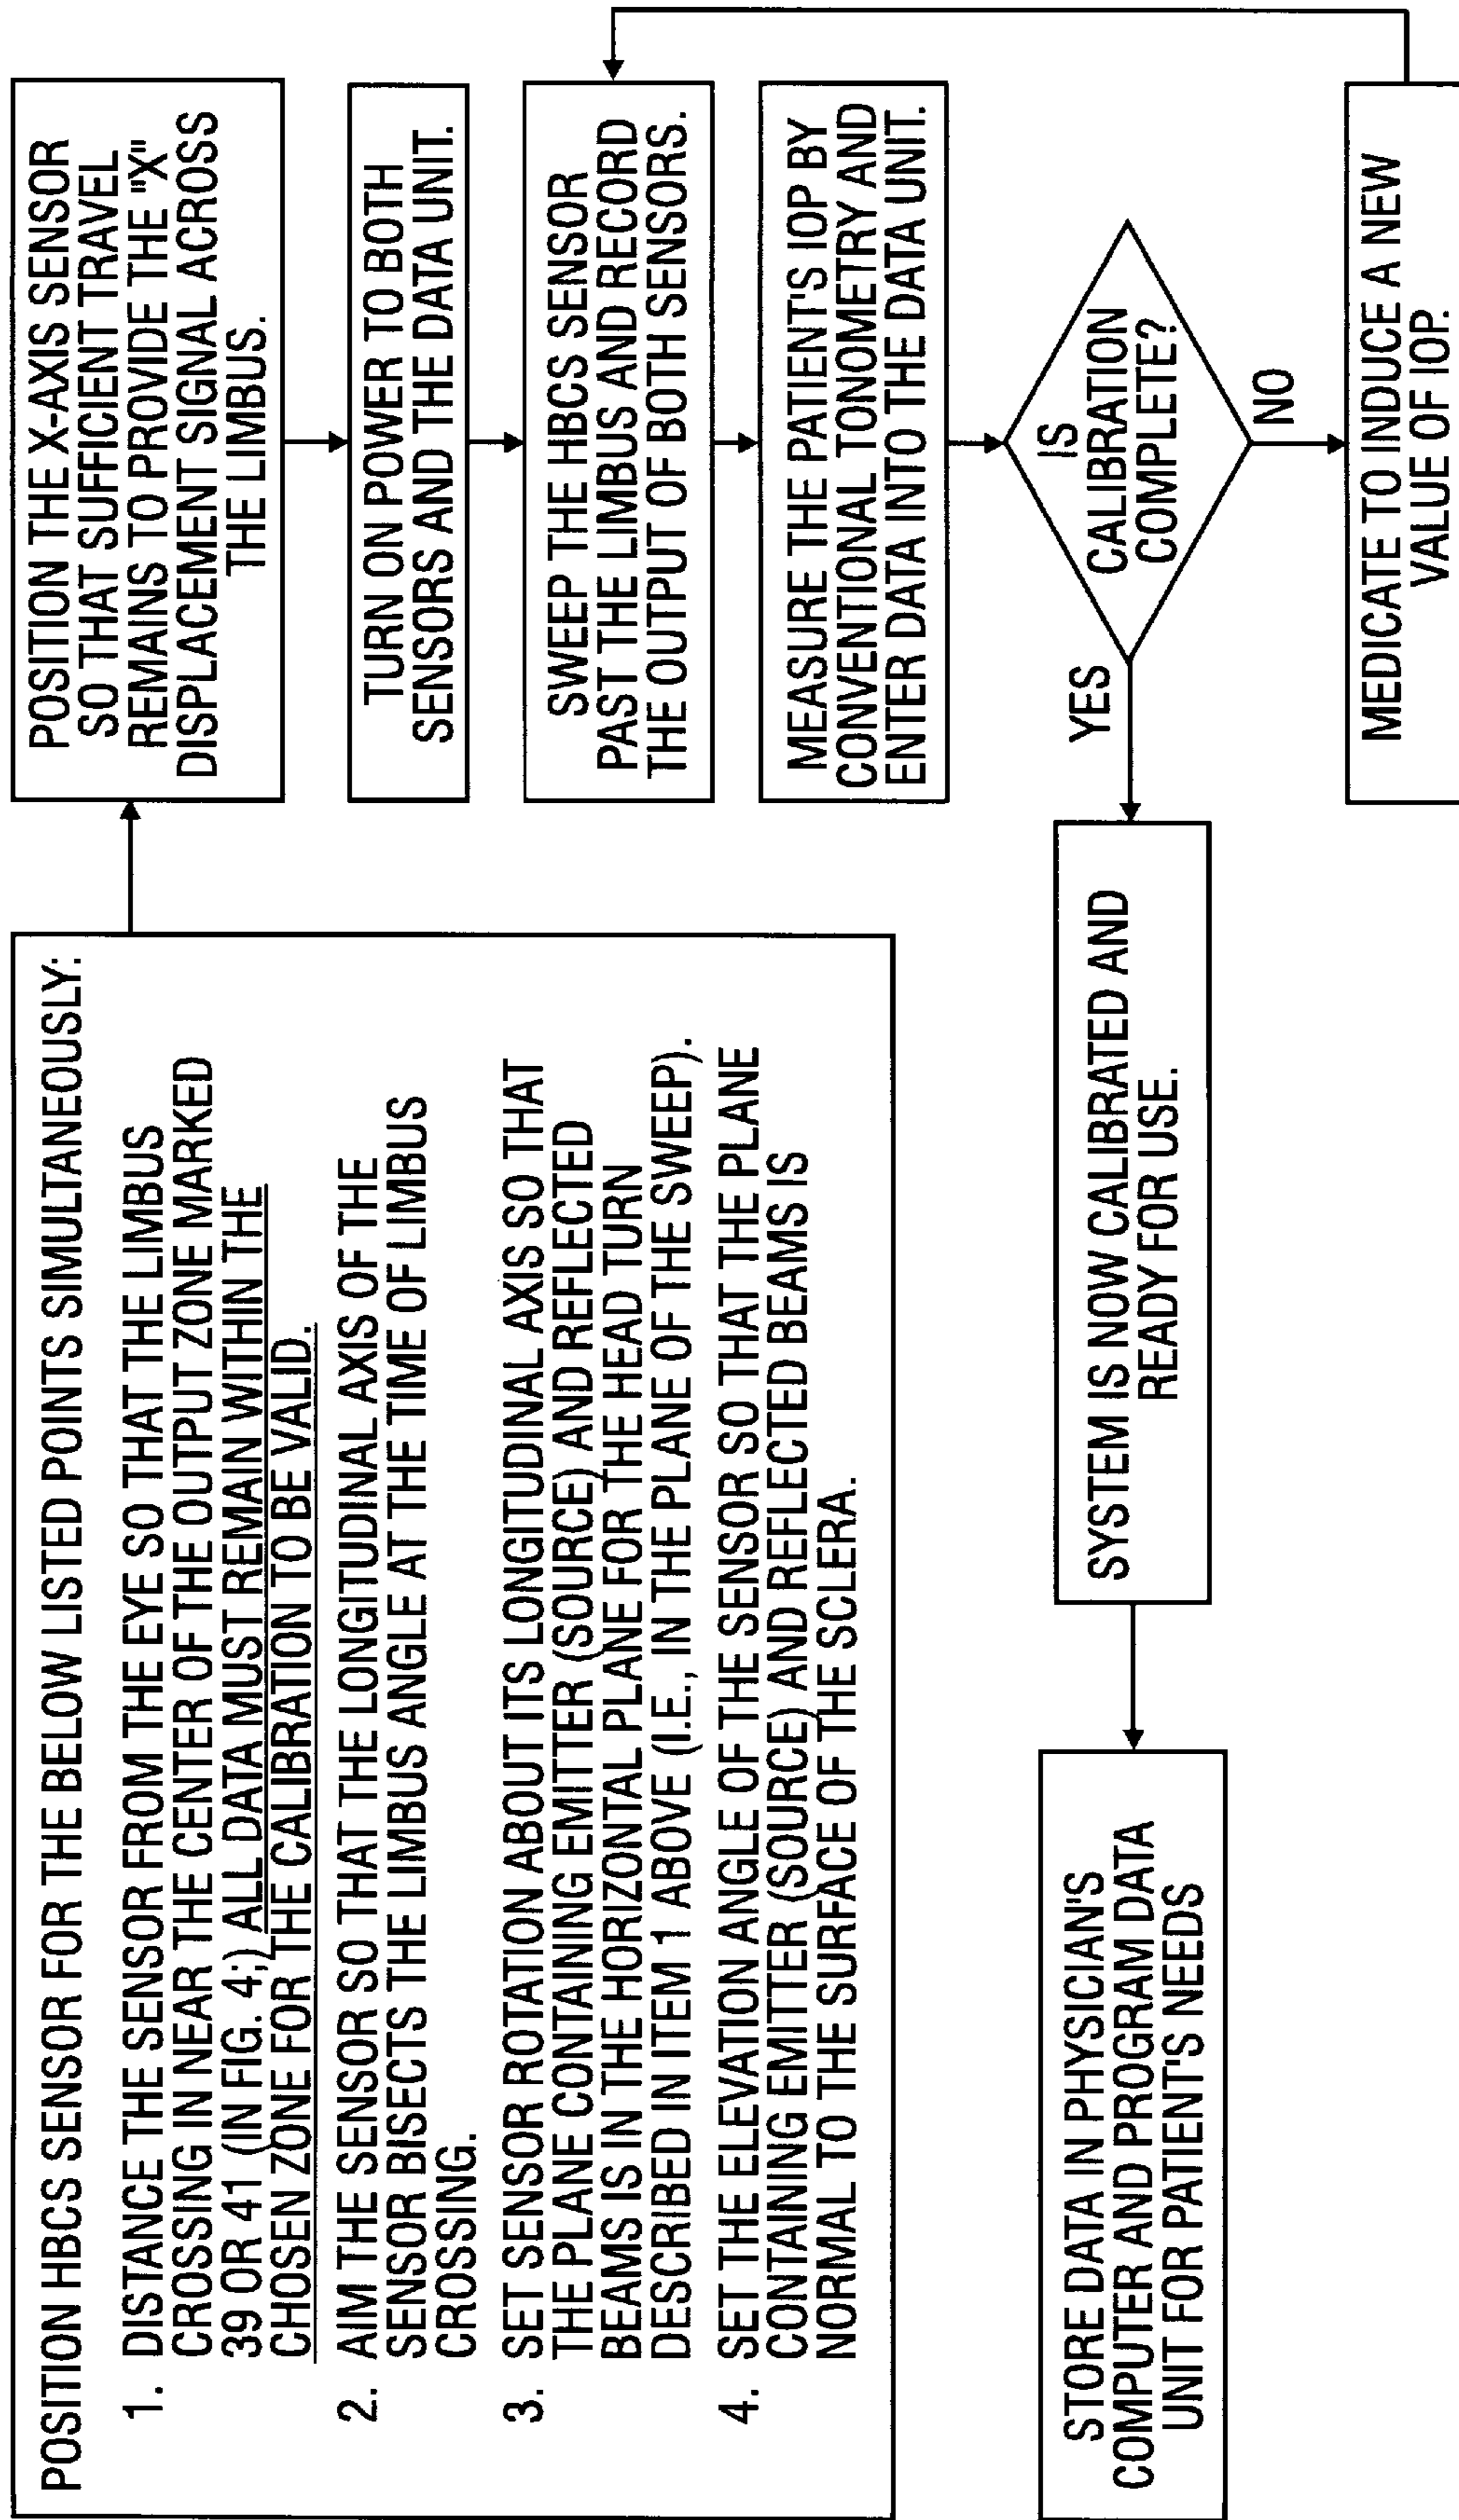 POSITION HBCS SENSOR FOR THE BELOW LISTED POINTS SIMULTANEOUSLY:
1. DISTANCE THE SENSOR FROM THE EYE SO THAT THE LIMBUS
CROSSING IN NEAR THE CENTER OF THE OUTPUT ZONE MARKED
39 OR 41 (IN FIG. 4;) ALL DATA MUST REMAIN WITHIN THE
CHOSEN ZONE FOR THE CALIBRATION TO BE VALID.
2. AIM THE SENSOR SO THAT THE LONGITUDINAL AXIS OF THE
SENSOR BISECTS THE LIMBUS ANGLE AT THE TIME OF LIMBUS
CROSSING.
3. SET SENSOR ROTATION ABOUT ITS LONGITUDINAL AXIS SO THAT
THE PLANE CONTAINING EMITTER (SOURCE) AND REFLECTED
BEAMS IS IN THE HORIZONTAL PLANE FOR THE HEAD TURN
DESCRIBED IN ITEM 1 ABOVE (I.E., IN THE PLANE OF THE SWEEP).
4. SET THE ELEVATION ANGLE OF THE SENSOR SO THAT THE PLANE
CONTAINING EMITTER (SOURCE) AND REFLECTED BEAMS IS
NORMAL TO THE SURFACE OF THE SCLERA.
POSITION THE X-AXIS SENSOR
SO THAT SUFFICIENT TRAVEL
REMAINS TO PROVIDE THE "X"
DISPLACEMENT SIGNAL ACROSS
THE LIMBUS.
TURN ON POWER TO BOTH
SENSORS AND THE DATA UNIT.
SWEEP THE HBCS SENSOR
PAST THE LIMBUS AND RECORD
THE OUTPUT OF BOTH SENSORS.
MEASURE THE PATIENT'S IOP BY
CONVENTIONAL TONOMETRY AND
ENTER DATA INTO THE DATA UNIT.
IS
CALIBRATION
COMPLETE?
YES
NO
MEDICATE TO INDUCE A NEW
VALUE OF IOP.
SYSTEM IS NOW CALIBRATED AND
READY FOR USE.
STORE DATA IN PHYSICIAN'S
COMPUTER AND PROGRAM DATA
UNIT FOR PATIENT'S NEEDS